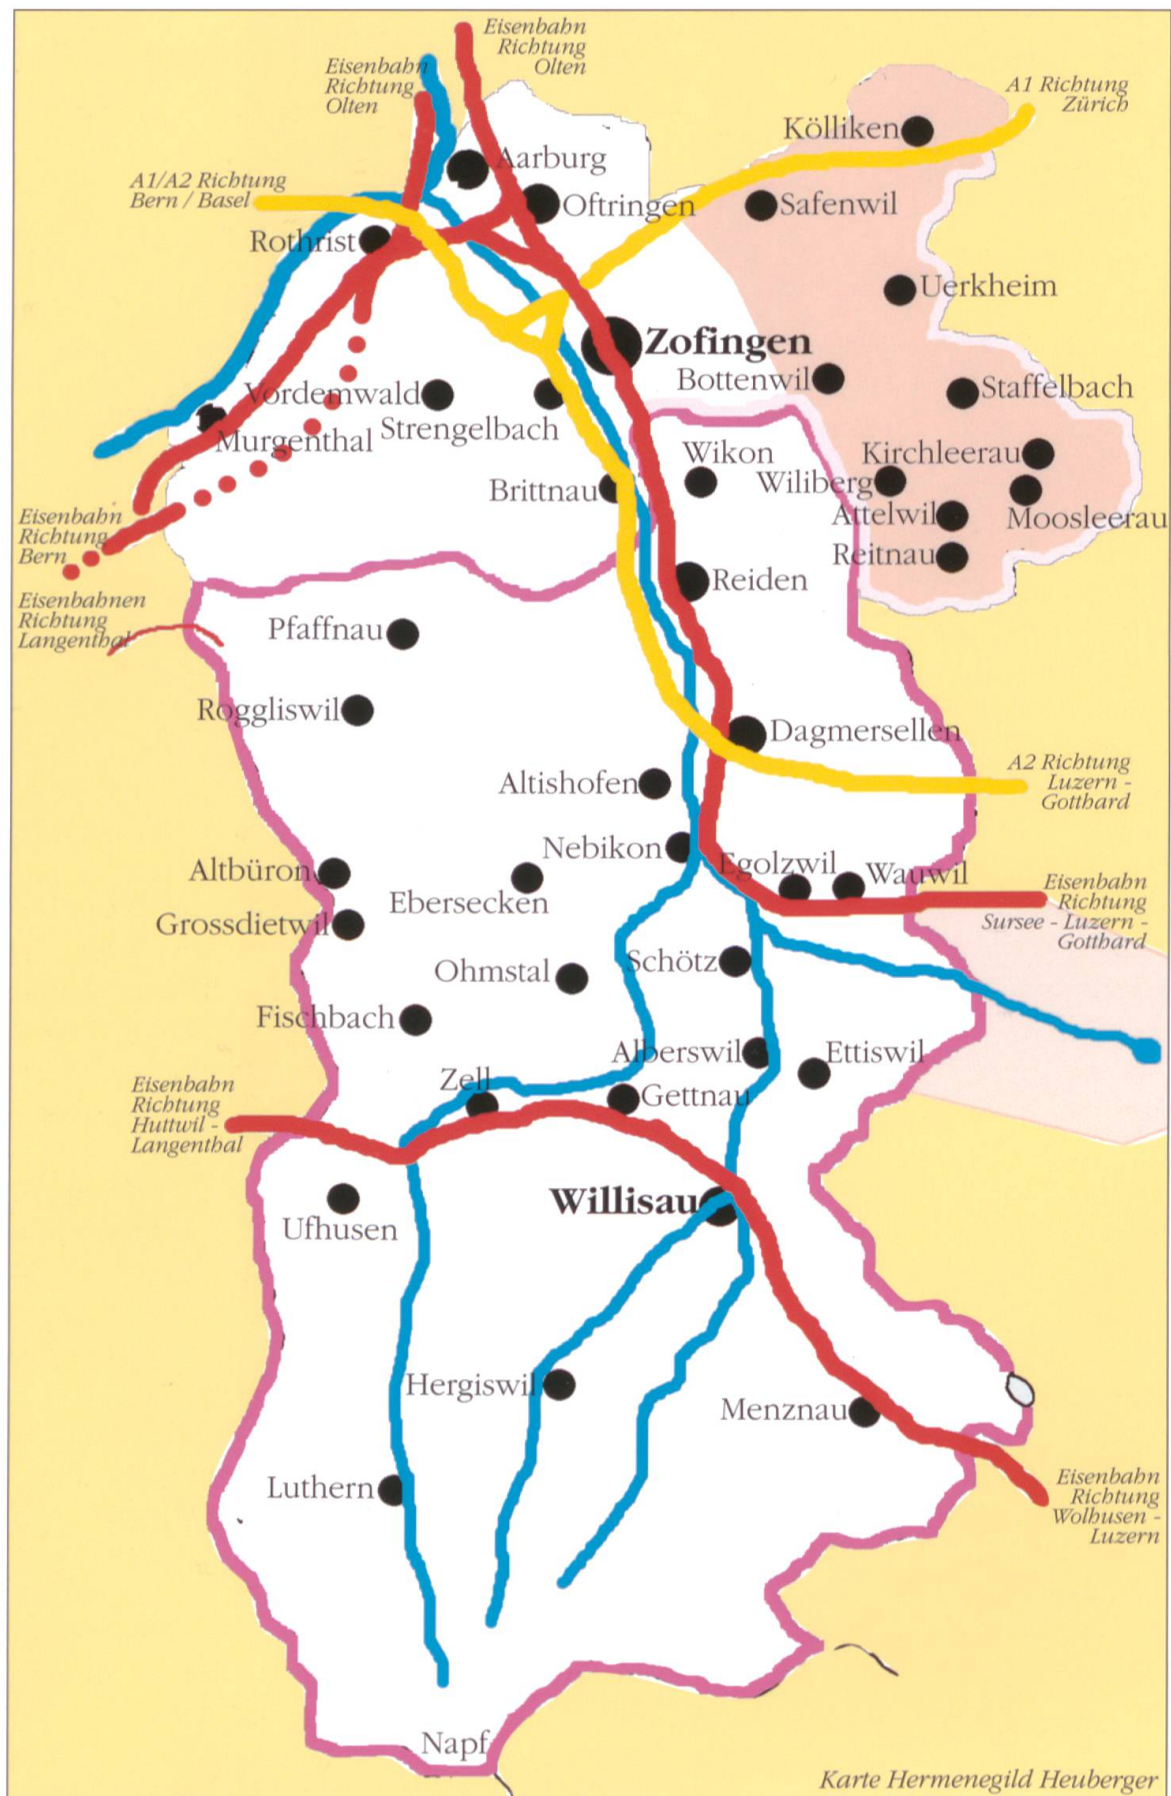 Eisenbahn
Richtung
Olten
Eisenbahn
Richtung
Olten
A1 Richtung
Zürich
Kölliken
Aarburg
A1/A2 Richtung
Bern / Basel
Oftringen
Safenwil
Rothrist
Uerkheim
Zofingen
Bottenwil
Staffelbach
Vordemwald
Strengelbach
Murgenthal
Wikon
Kirchleerau
Wiliberg
Brittnau
Attelwil
Moosleerau
Eisenbahn
Richtung
Bern
Reitnau
Reiden
Eisenbahnen
Richtung
Langenthal
Pfaffnau
Roggliswil
Dagmersellen
A2 Richtung
Luzern -
Gotthard
Altishofen
Nebikon
Egolzwil
Wauwil
Altbüron
Ebersecken
Eisenbahn
Richtung
Sursee - Luzern -
Gotthard
Grossdietwil
Schötz
Ohmstal
Fischbach
Alberswil
Ettiswil
Zell
Gettnau
Eisenbahn
Richtung
Huttwil -
Langenthal
Willisau
Ufhusen
Hergiswil
Menznau
Luthern
Eisenbahn
Richtung
Wolhusen -
Luzern
Napf
Karte Hermenegild Heuberger